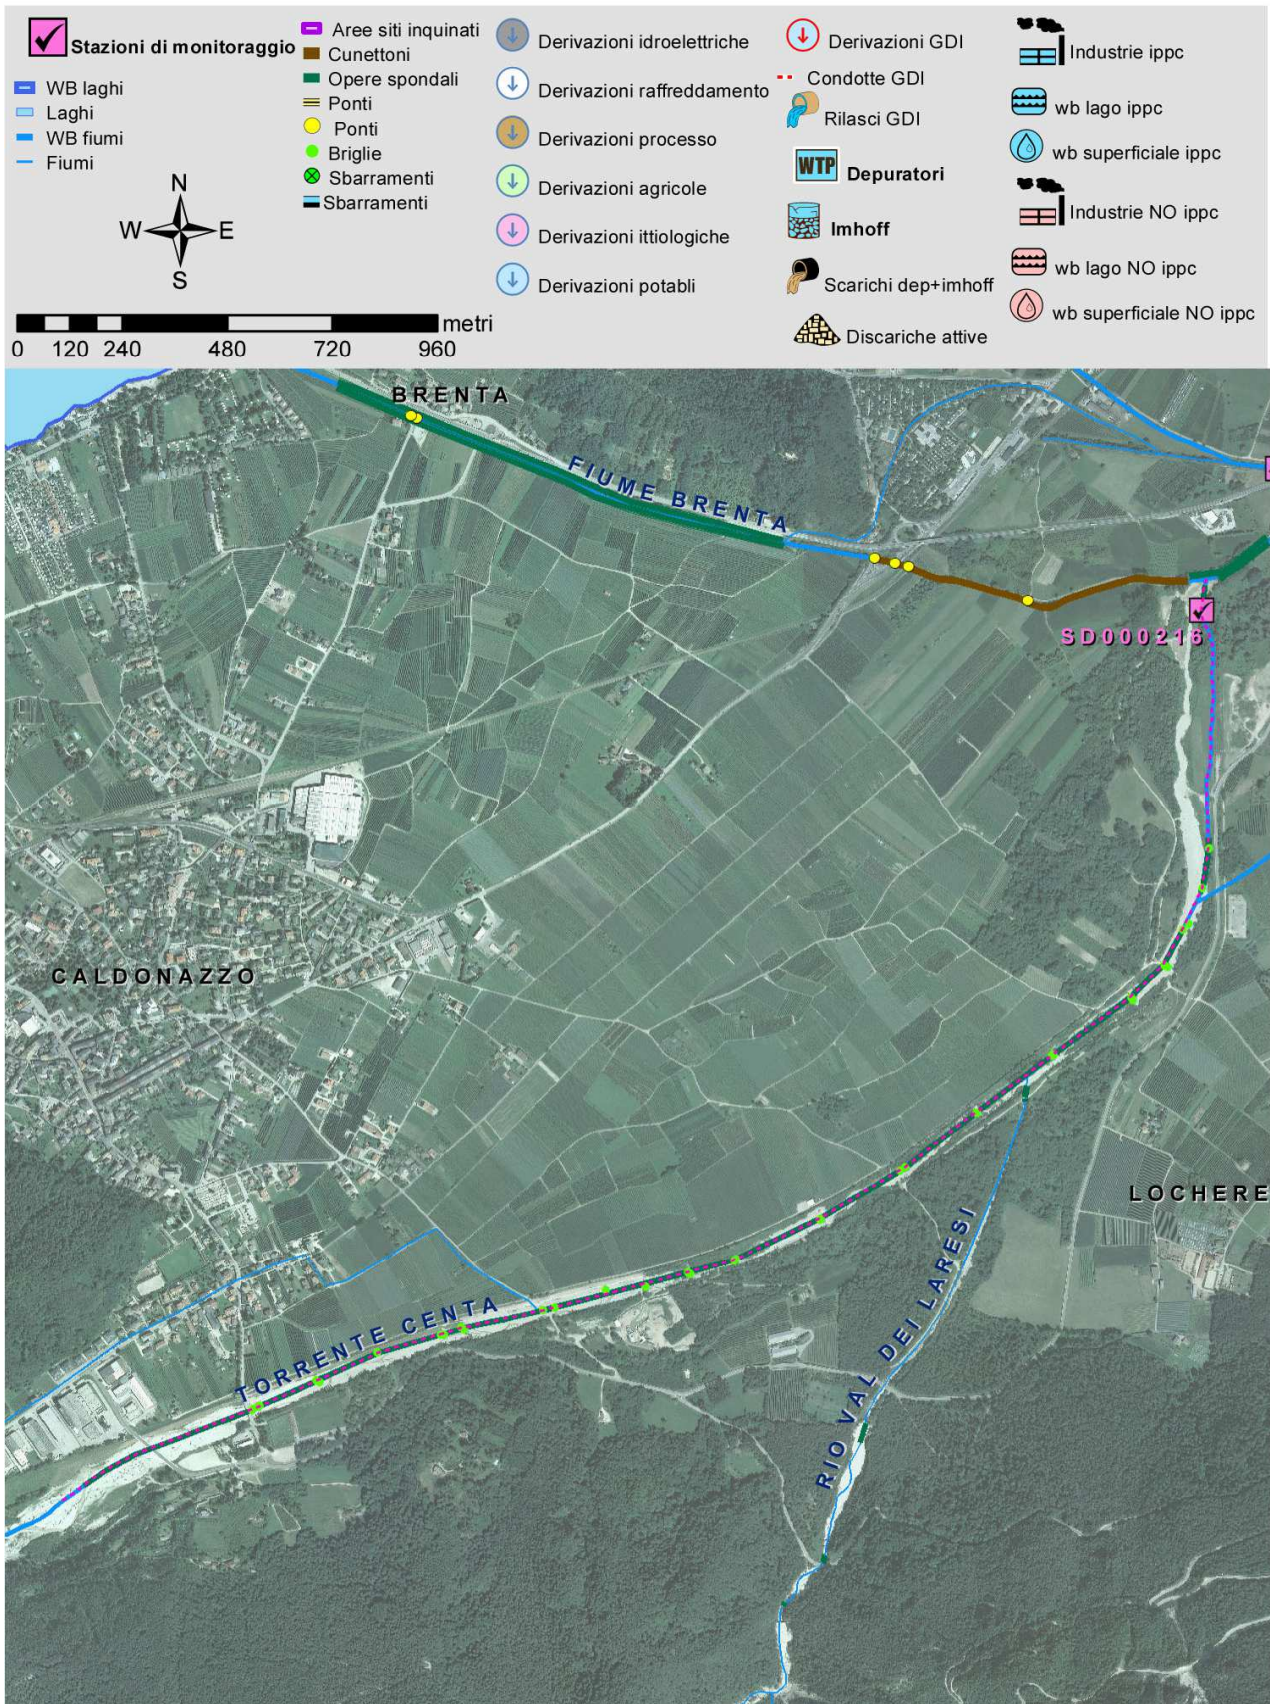 Stazioni di monitoraggio
WB laghi
Laghi
WB fiumi
Fiumi
N
W E
S
metri
0 120 240 480 720 960
Aree siti inquinati
Cunettoni
Opere spondali
Ponti
Ponti
Briglie
Sbarramenti
Sbarramenti
Derivazioni idroelettriche
Derivazioni raffreddamento
Derivazioni processo
Derivazioni agricole
Derivazioni ittiologiche
Derivazioni potabli
Derivazioni GDI
Condotte GDI
Rilasci GDI
WTP Depuratori
Imhoff
Scarichi dep+imhoff
Discariche attive
Industrie ippc
wb lago ippc
wb superficiale ippc
Industrie NO ippc
wb lago NO ippc
wb superficiale NO ippc
BRENTA
FIUME BRENTA
SD000216
CALDONAZZO
LOCHERE
TORRENTE CENTA
RIO VAL DEI LARESI